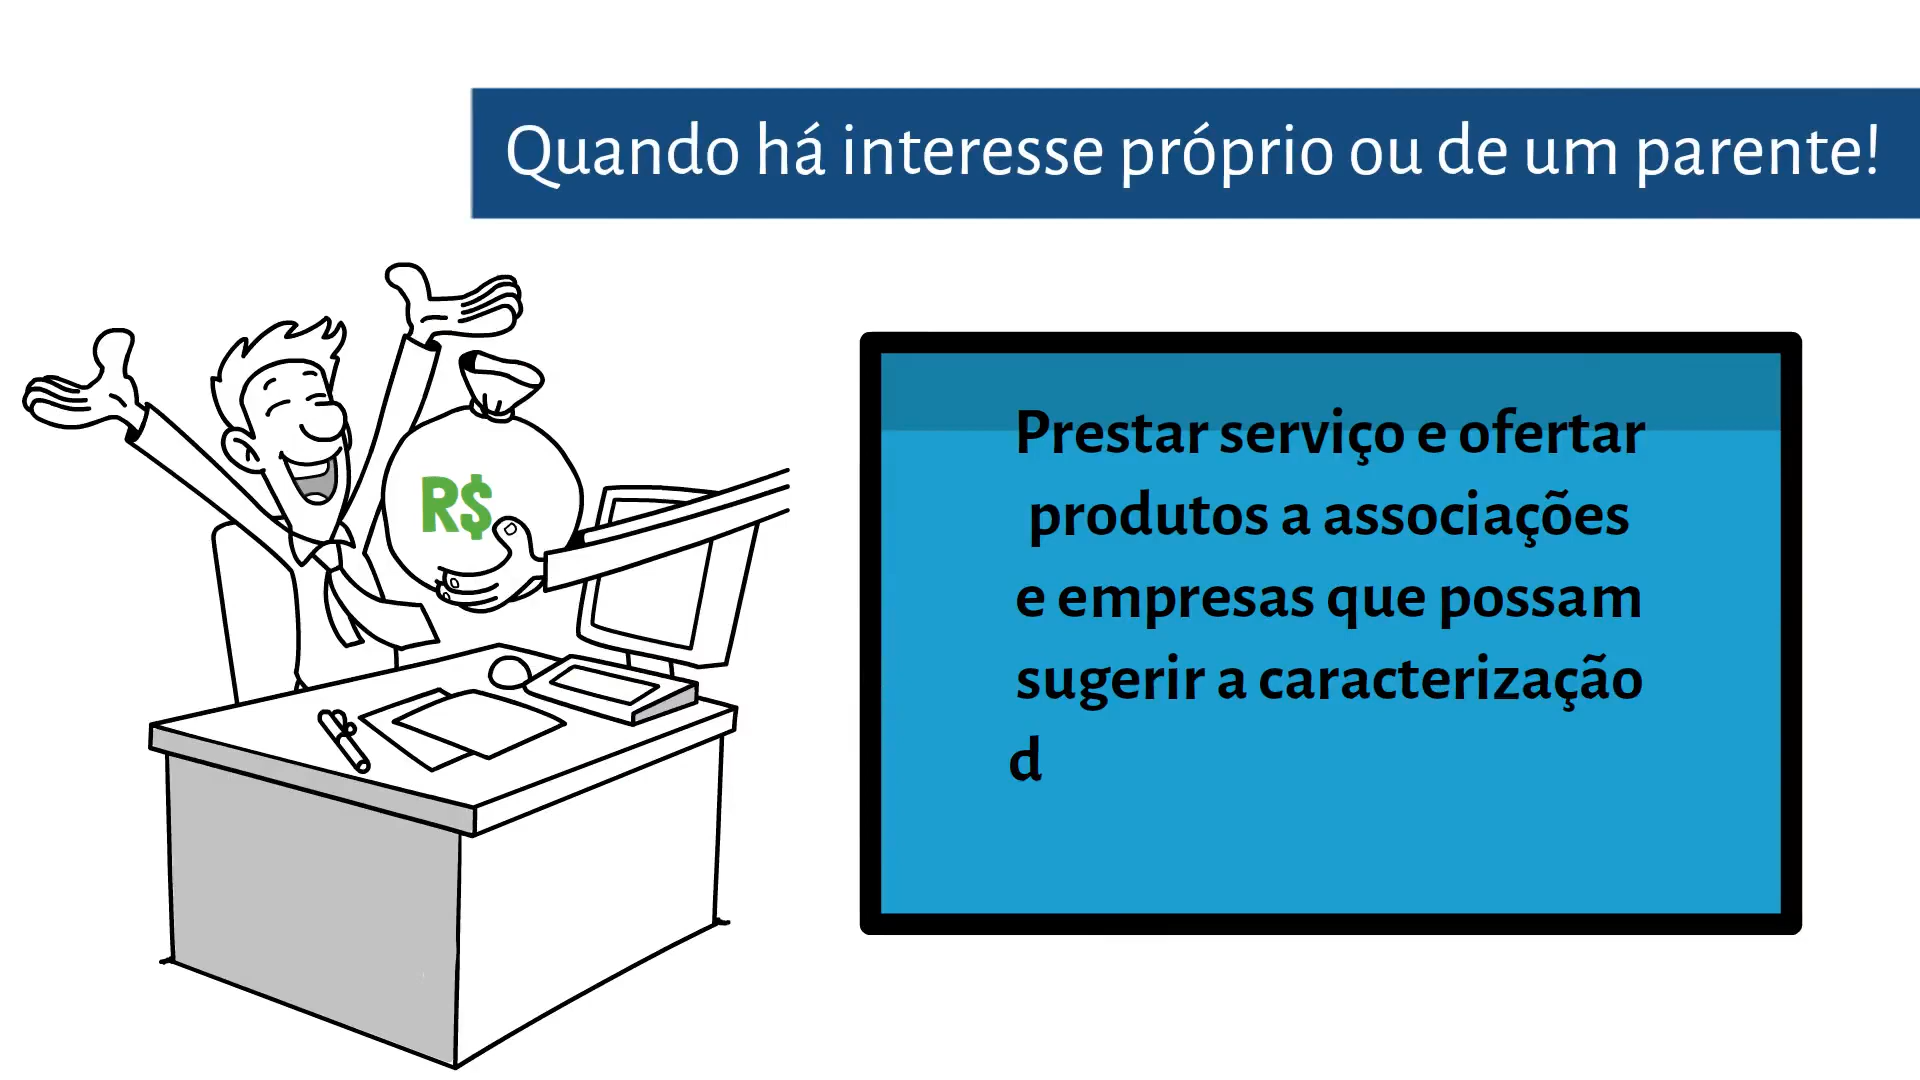 Quando há interesse próprio ou de um parente!
R$
Prestar serviço e ofertar
produtos a associações
e empresas que possam
sugerir a caracterização
d